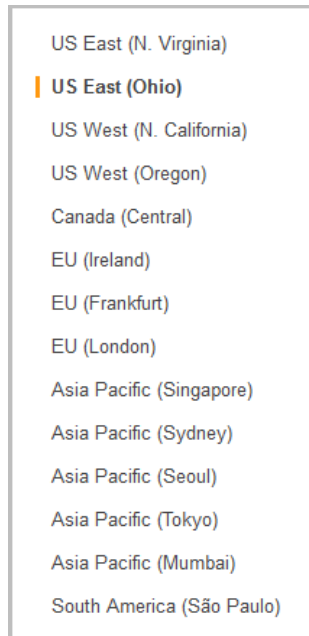 US East (N. Virginia)
US East (Ohio)
US West (N. California)
US West (Oregon)
Canada (Central)
EU (Ireland)
EU (Frankfurt)
EU (London)
Asia Pacific (Singapore)
Asia Pacific (Sydney)
Asia Pacific (Seoul)
Asia Pacific (Tokyo)
Asia Pacific (Mumbai)
South America (São Paulo)